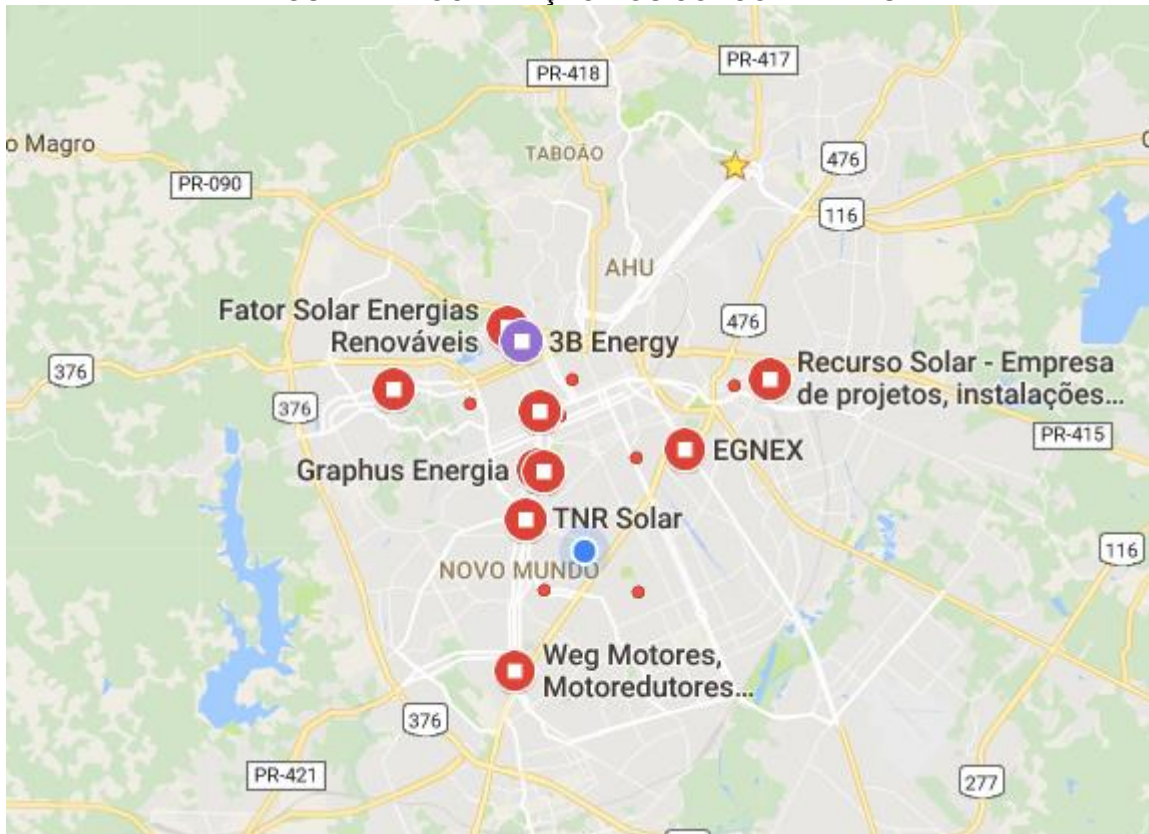 PR-417
PR-418
o Magro
TABOÃO
476
PR-090
116
AHU
Fator Solar Energias
Renováveis
3B Energy
476
376
Recurso Solar - Empresa
de projetos, instalações...
376
PR-415
EGNEX
Graphus Energia
TNR Solar
116
NOVO MUNDO
Weg Motores,
Motoredutores...
376
PR-421
277